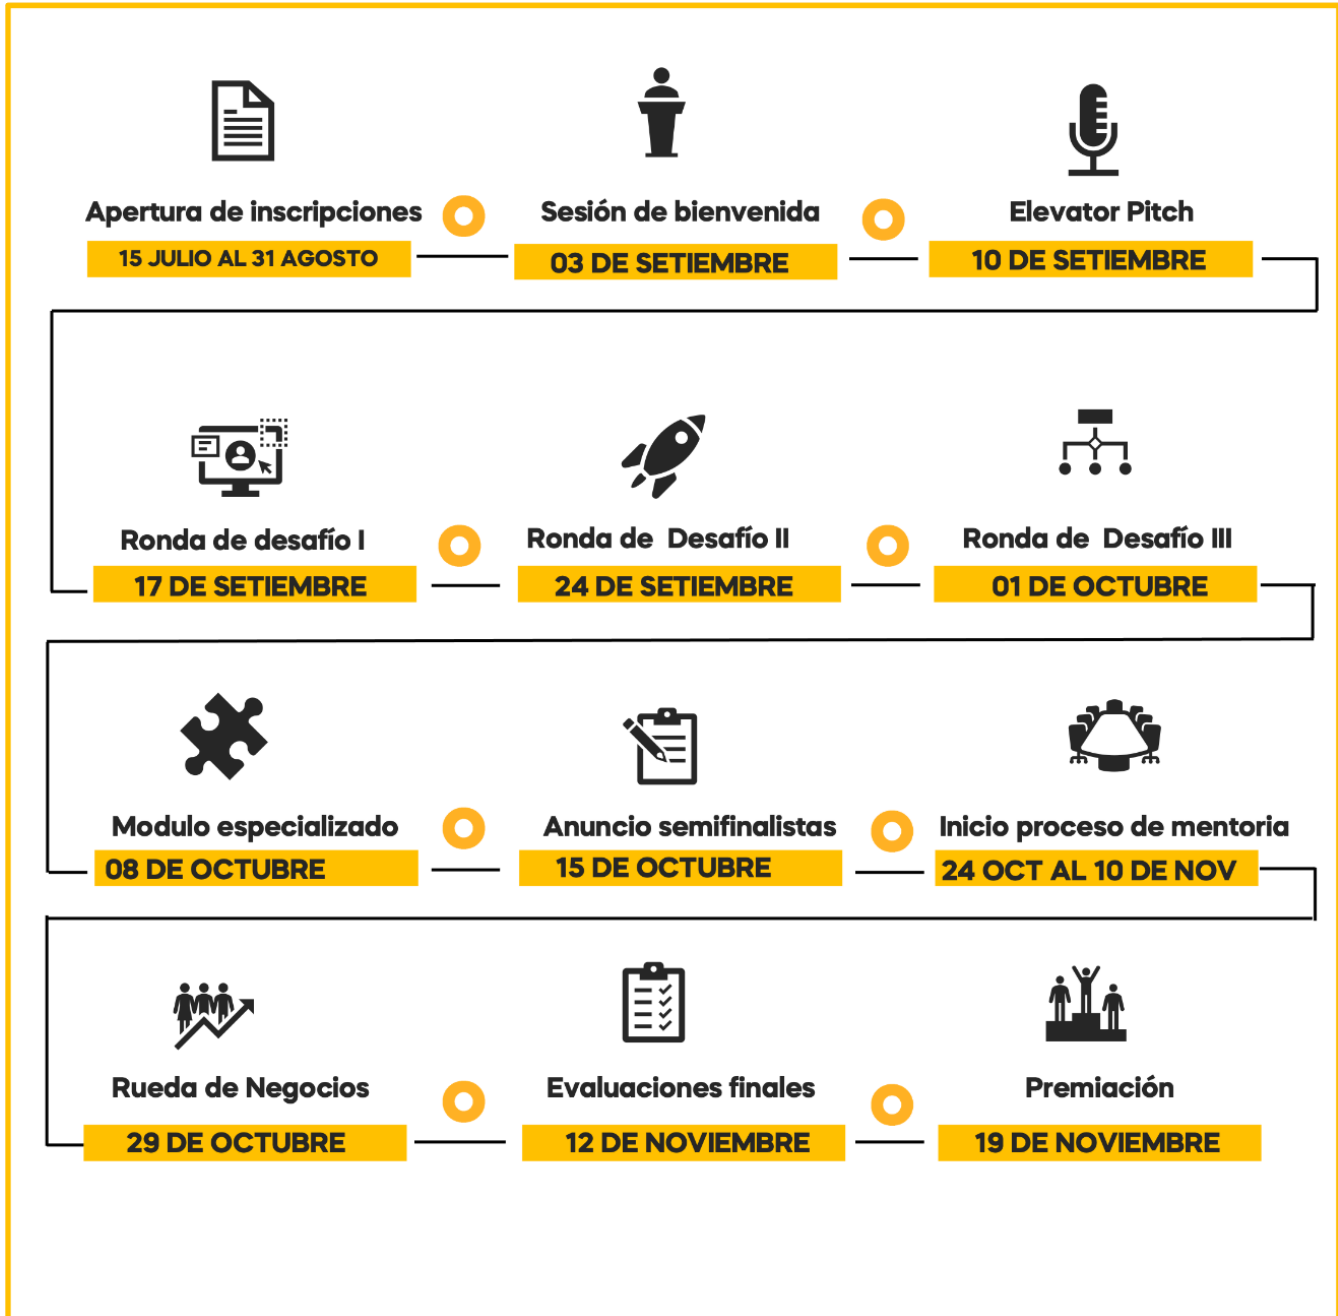 Apertura de inscripciones
15 JULIO AL 31 AGOSTO
Sesión de bienvenida
03 DE SETIEMBRE
Elevator Pitch
10 DE SETIEMBRE
Ronda de desafío I
17 DE SETIEMBRE
Ronda de Desafío II
24 DE SETIEMBRE
Ronda de Desafío III
01 DE OCTUBRE
Modulo especializado
08 DE OCTUBRE
Anuncio semifinalistas
15 DE OCTUBRE
Inicio proceso de mentoria
24 OCT AL 10 DE NOV
Rueda de Negocios
29 DE OCTUBRE
Evaluaciones finales
12 DE NOVIEMBRE
Premiación
19 DE NOVIEMBRE